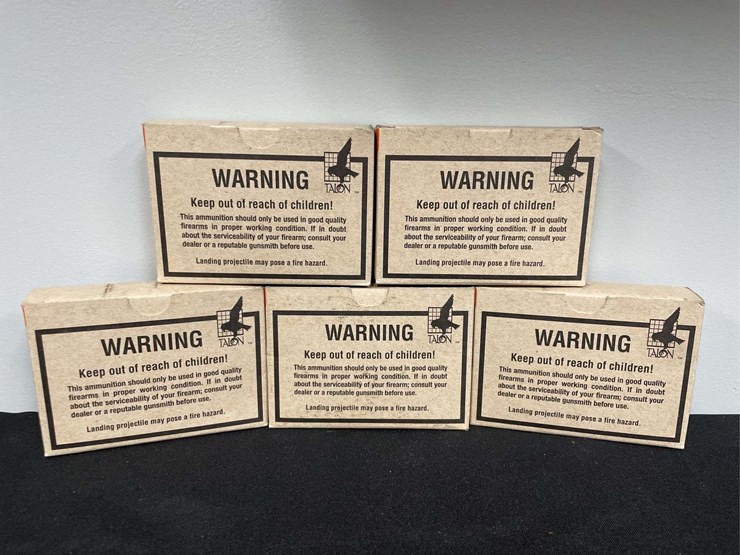 WARNING
TALON
Keep out of reach of children!
This ammunition should only be used in good quality
firearms in proper working condition. If in doubt
about the serviceability of your firearm; consult your
dealer or a reputable gunsmith before use.
Landing projectile may pose a fire hazard.
WARNING
TALON
Keep out of reach of children!
This ammunition should only be used in good quality
firearms in proper working condition. If in doubt
about the serviceability of your firearm; consult your
dealer or a reputable gunsmith before use.
Landing projectile may pose a fire hazard.
WARNING
TALON
Keep out of reach of children!
This ammunition should only be used in good quality
firearms in proper working condition. If in doubt
about the serviceability of your firearm; consult your
dealer or a reputable gunsmith before use.
Landing projectile may pose a fire hazard.
WARNING
TALON
Keep out of reach of children!
This ammunition should only be used in good quality
firearms in proper working condition. If in doubt
about the serviceability of your firearm; consult your
dealer or a reputable gunsmith before use.
Landing projectile may pose a fire hazard.
WARNING
TALON
Keep out of reach of children!
This ammunition should only be used in good quality
firearms in proper working condition. If in doubt
about the serviceability of your firearm; consult your
dealer or a reputable gunsmith before use.
Landing projectile may pose a fire hazard.